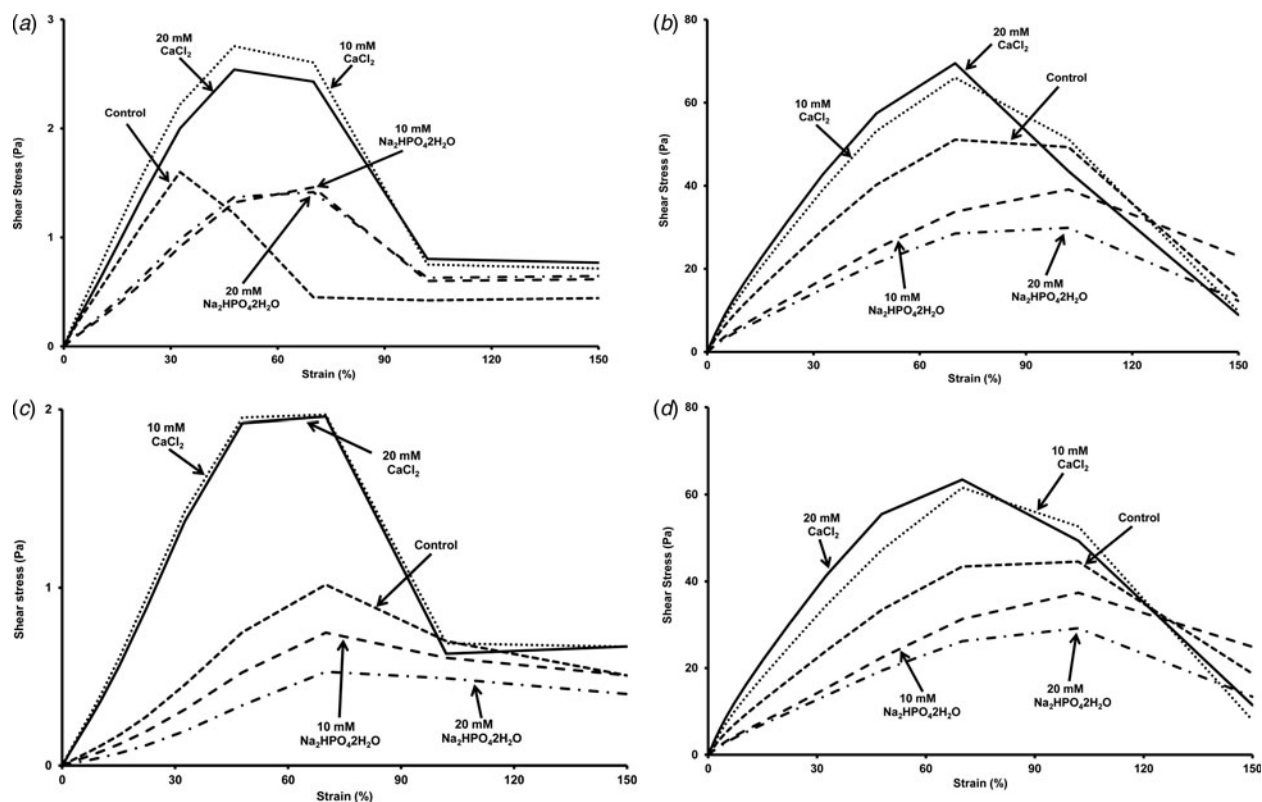 (a)
3
2
1
0
0
30
60
90
120
150
Shear Stress (Pa)
Strain (%)
20 mM
CaCl₂
10 mM
CaCl₂
Control
10 mM
Na₂HPO₄2H₂O
20 mM
Na₂HPO₄2H₂O
(b)
80
60
40
20
0
0
30
60
90
120
150
Shear Stress (Pa)
Strain (%)
20 mM
CaCl₂
10 mM
CaCl₂
Control
10 mM
Na₂HPO₄2H₂O
20 mM
Na₂HPO₄2H₂O
(c)
2
1
0
0
30
60
90
120
150
Shear stress (Pa)
Strain (%)
10 mM
CaCl₂
20 mM
CaCl₂
Control
10 mM
Na₂HPO₄2H₂O
20 mM
Na₂HPO₄2H₂O
(d)
80
60
40
20
0
0
30
60
90
120
150
Shear stress (Pa)
Strain (%)
10 mM
CaCl₂
20 mM
CaCl₂
Control
10 mM
Na₂HPO₄2H₂O
20 mM
Na₂HPO₄2H₂O